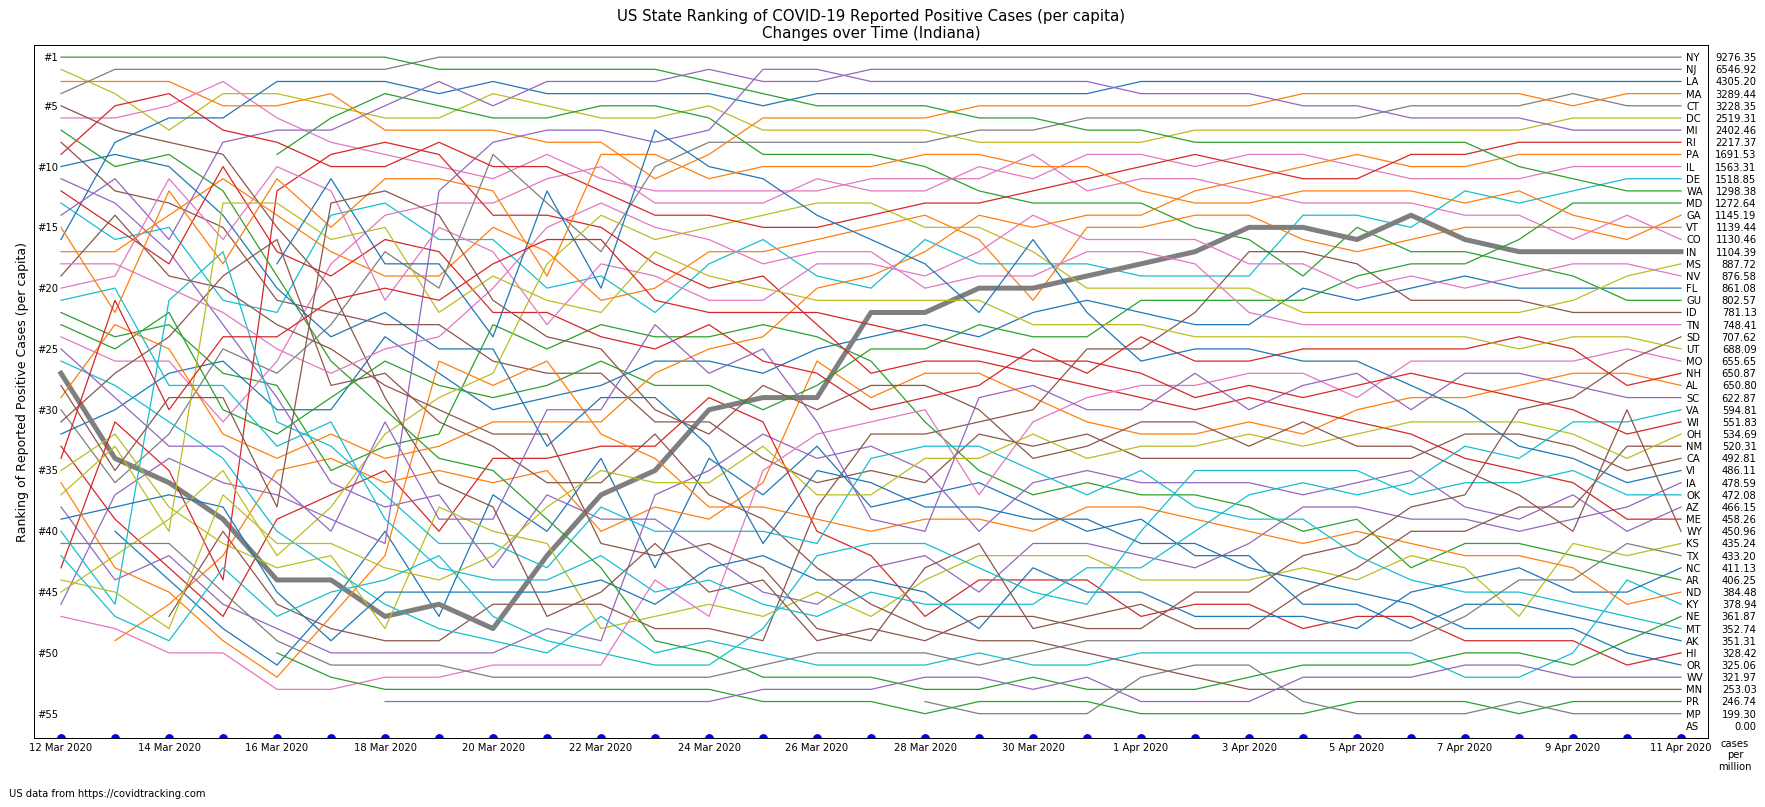 US State Ranking of COVID-19 Reported Positive Cases (per capita)
Changes over Time (Indiana)
Ranking of Reported Positive Cases (per capita)
#1
#5
#10
#15
#20
#25
#30
#35
#40
#45
#50
#55
NY 9276.35
NJ 6546.92
LA 4305.20
MA 3289.44
CT 3228.35
DC 2519.31
MI 2402.46
RI 2217.37
PA 1691.53
IL 1563.31
DE 1518.85
WA 1298.38
MD 1272.64
GA 1145.19
VT 1139.44
CO 1130.46
IN 1104.39
MS 887.72
NV 876.58
FL 861.08
GU 802.57
ID 781.13
TN 748.41
SD 707.62
UT 688.09
MO 655.65
NH 650.87
AL 650.80
SC 622.87
VA 594.81
WI 551.83
OH 534.69
NM 520.31
CA 492.81
VI 486.11
IA 478.59
OK 472.08
AZ 466.15
ME 458.26
WY 450.96
KS 435.24
TX 433.20
NC 411.13
AR 406.25
ND 384.48
KY 378.94
NE 361.87
MT 352.74
AK 351.31
HI 328.42
OR 325.06
WV 321.97
MN 253.03
PR 246.74
MP 199.30
AS 0.00
12 Mar 2020 14 Mar 2020 16 Mar 2020 18 Mar 2020 20 Mar 2020 22 Mar 2020 24 Mar 2020 26 Mar 2020 28 Mar 2020 30 Mar 2020 1 Apr 2020 3 Apr 2020 5 Apr 2020 7 Apr 2020 9 Apr 2020 11 Apr 2020
cases
per
million
US data from https://covidtracking.com